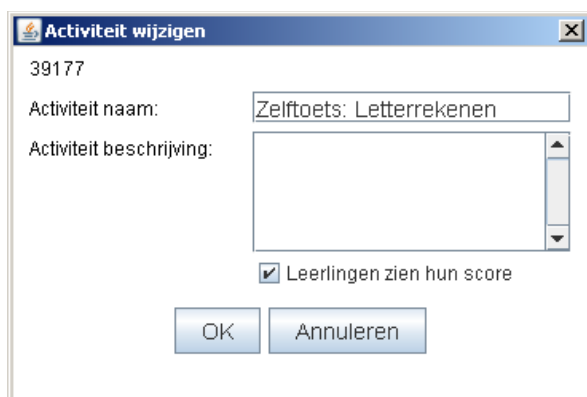 Activiteit wijzigen
39177
Activiteit naam: Zelftoets: Letterrekenen
Activiteit beschrijving:
Leerlingen zien hun score
OK Annuleren